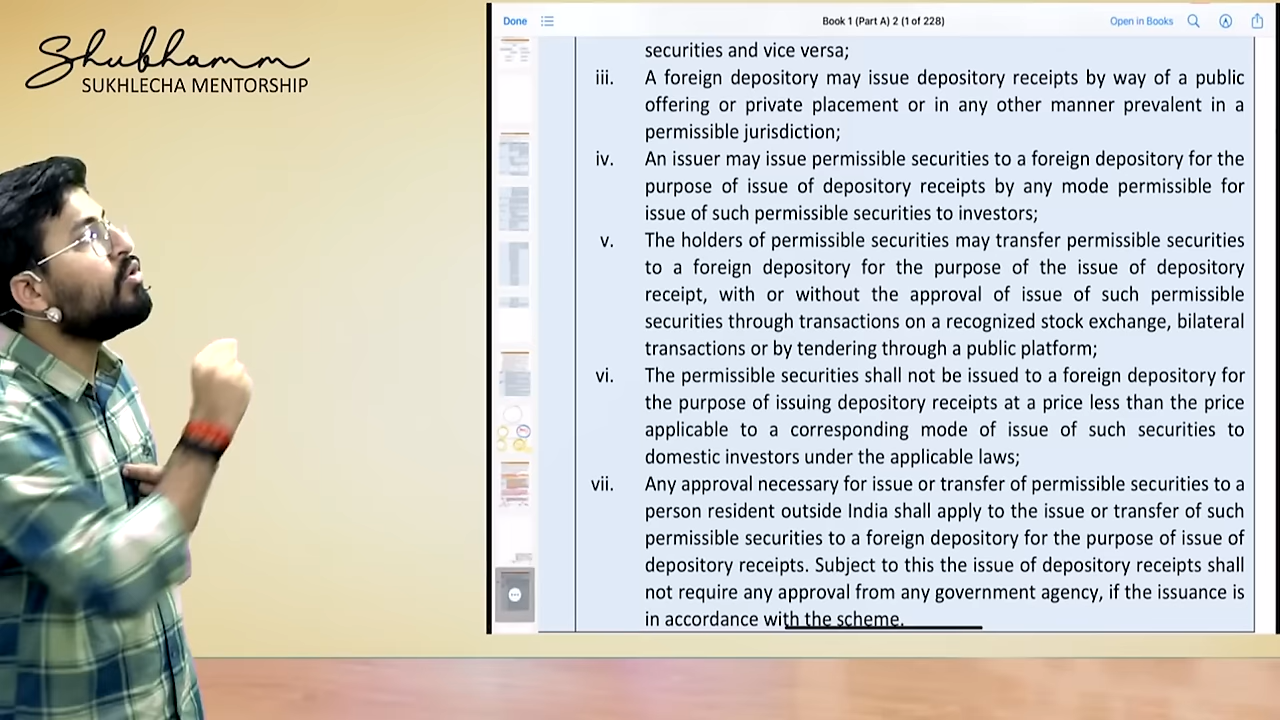 Shubhamm
SUKHLECHA MENTORSHIP
Done
Book 1 (Part A) 2 (1 of 22.8)
Open in Books
securites and vice versa;
iii. A foreign depository may issue depository receipts by way of a public
offering or private placement or in any other manner prevalent in a
permissible jurisdiction;
iv. An issuer may issue permissible securities to a foreign depository for the
purpose of issue of depository receipts by any mode permissible for
issue of such permissible securities to investors;
v. The holders of permissible securities may transfer permissible securities
to a foreign depository for the purpose of the issue of depository
receipt, with or without the approval of issue of such permissible
securities through transactions on a recognized stock exchange, bilateral
transactions or by tendering through a public platform;
vi. The permissible securities shall not be issued to a foreign depository for
the purpose of issuing depository receipts at a price less than the price
applicable to a corresponding mode of issue of such securities to
domestic investors under the applicable laws;
vii. Any approval necessary for issue or transfer of permissible securities to a
person resident outside India shall apply to the issue or transfer of such
permissible securities to a foreign depository for the purpose of issue of
depository receipts. Subject to this the issue of depository receipts shall
not require any approval from any government agency, if the issuance is
in accordance with the scheme.